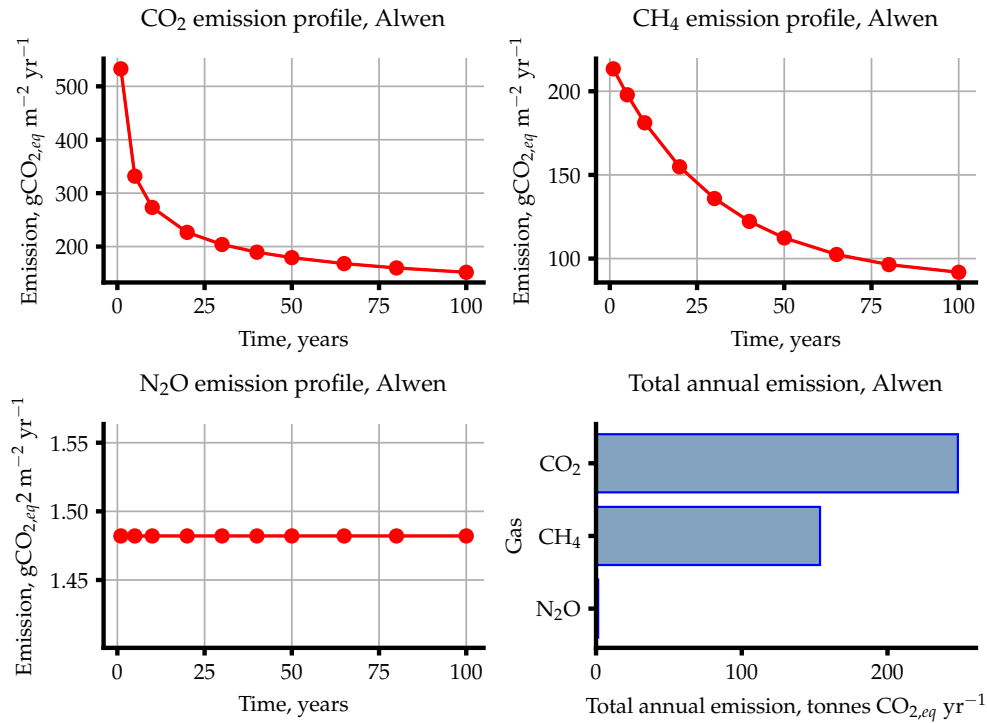 CO₂ emission profile, Alwen
Emission, gCO₂,eq m⁻² yr⁻¹
500
400
300
200
0 25 50 75 100
Time, years
CH₄ emission profile, Alwen
Emission, gCO₂,eq m⁻² yr⁻¹
200
150
100
0 25 50 75 100
Time, years
N₂O emission profile, Alwen
Emission, gCO₂,eq2 m⁻² yr⁻¹
1.55
1.50
1.45
0 25 50 75 100
Time, years
Total annual emission, Alwen
Gas
CO₂
CH₄
N₂O
0 100 200
Total annual emission, tonnes CO₂,eq yr⁻¹